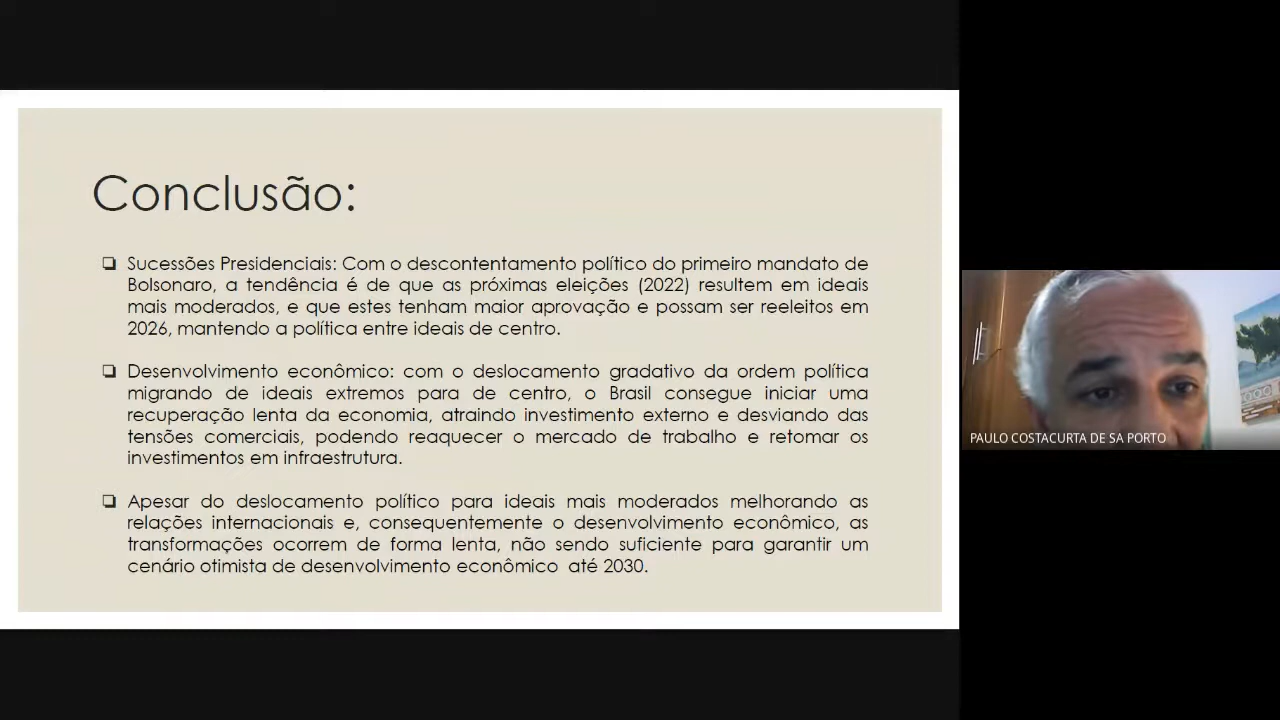 Conclusão:
❑ Sucessões Presidenciais: Com o descontentamento político do primeiro mandato de
Bolsonaro, a tendência é de que as próximas eleições (2022) resultem em ideais
mais moderados, e que estes tenham maior aprovação e possam ser reeleitos em
2026, mantendo a política entre ideais de centro.
❑ Desenvolvimento econômico: com o deslocamento gradativo da ordem política
migrando de ideais extremos para de centro, o Brasil consegue iniciar uma
recuperação lenta da economia, atraindo investimento externo e desviando das
tensões comerciais, podendo reaquecer o mercado de trabalho e retomar os
investimentos em infraestrutura.
❑ Apesar do deslocamento político para ideais mais moderados melhorando as
relações internacionais e, consequentemente o desenvolvimento econômico, as
transformações ocorrem de forma lenta, não sendo suficiente para garantir um
cenário otimista de desenvolvimento econômico  até 2030.
PAULO COSTACURTA DE SA PORTO